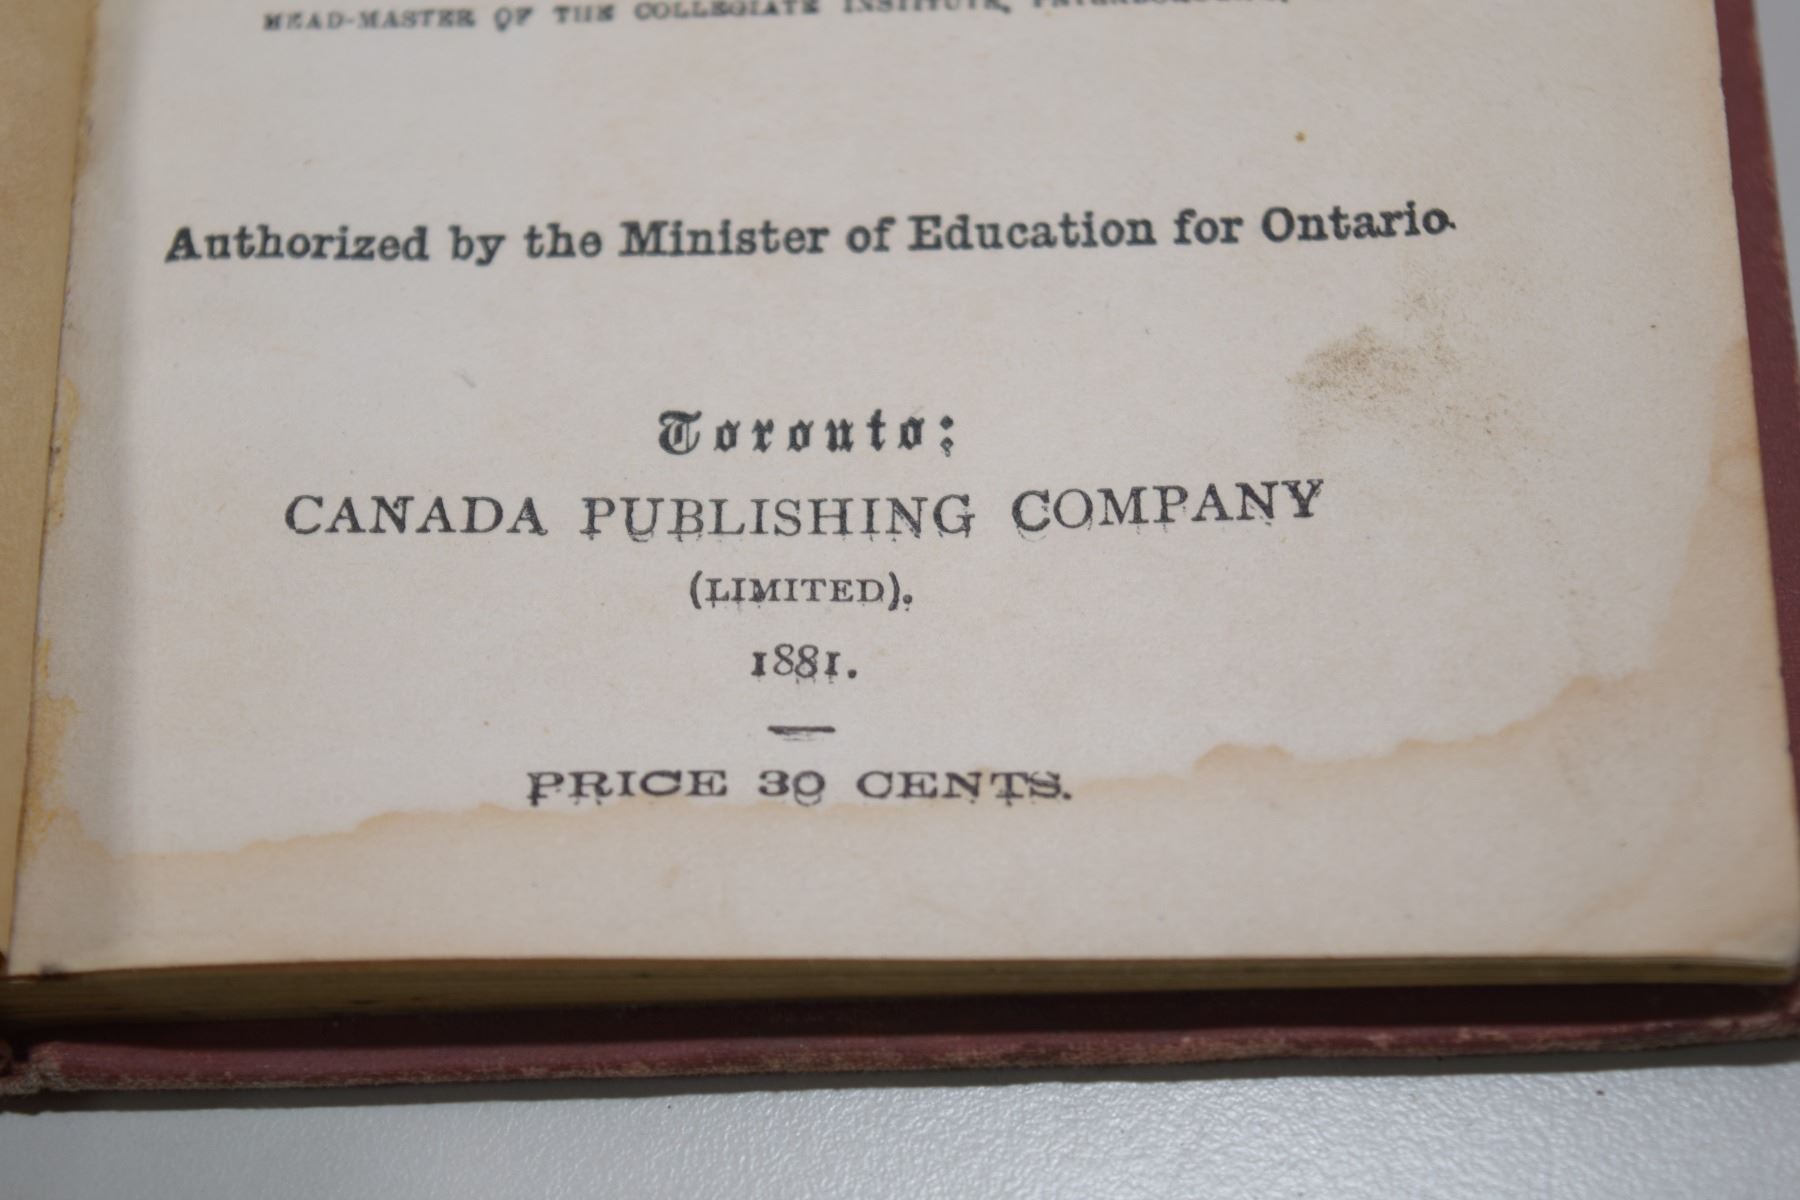 HEAD-MASTER OF THE COLLEGIATE INSTITUTE,
Authorized by the Minister of Education for Ontario.
Toronto:
CANADA PUBLISHING COMPANY
(LIMITED).
1881.
PRICE 30 CENTS.